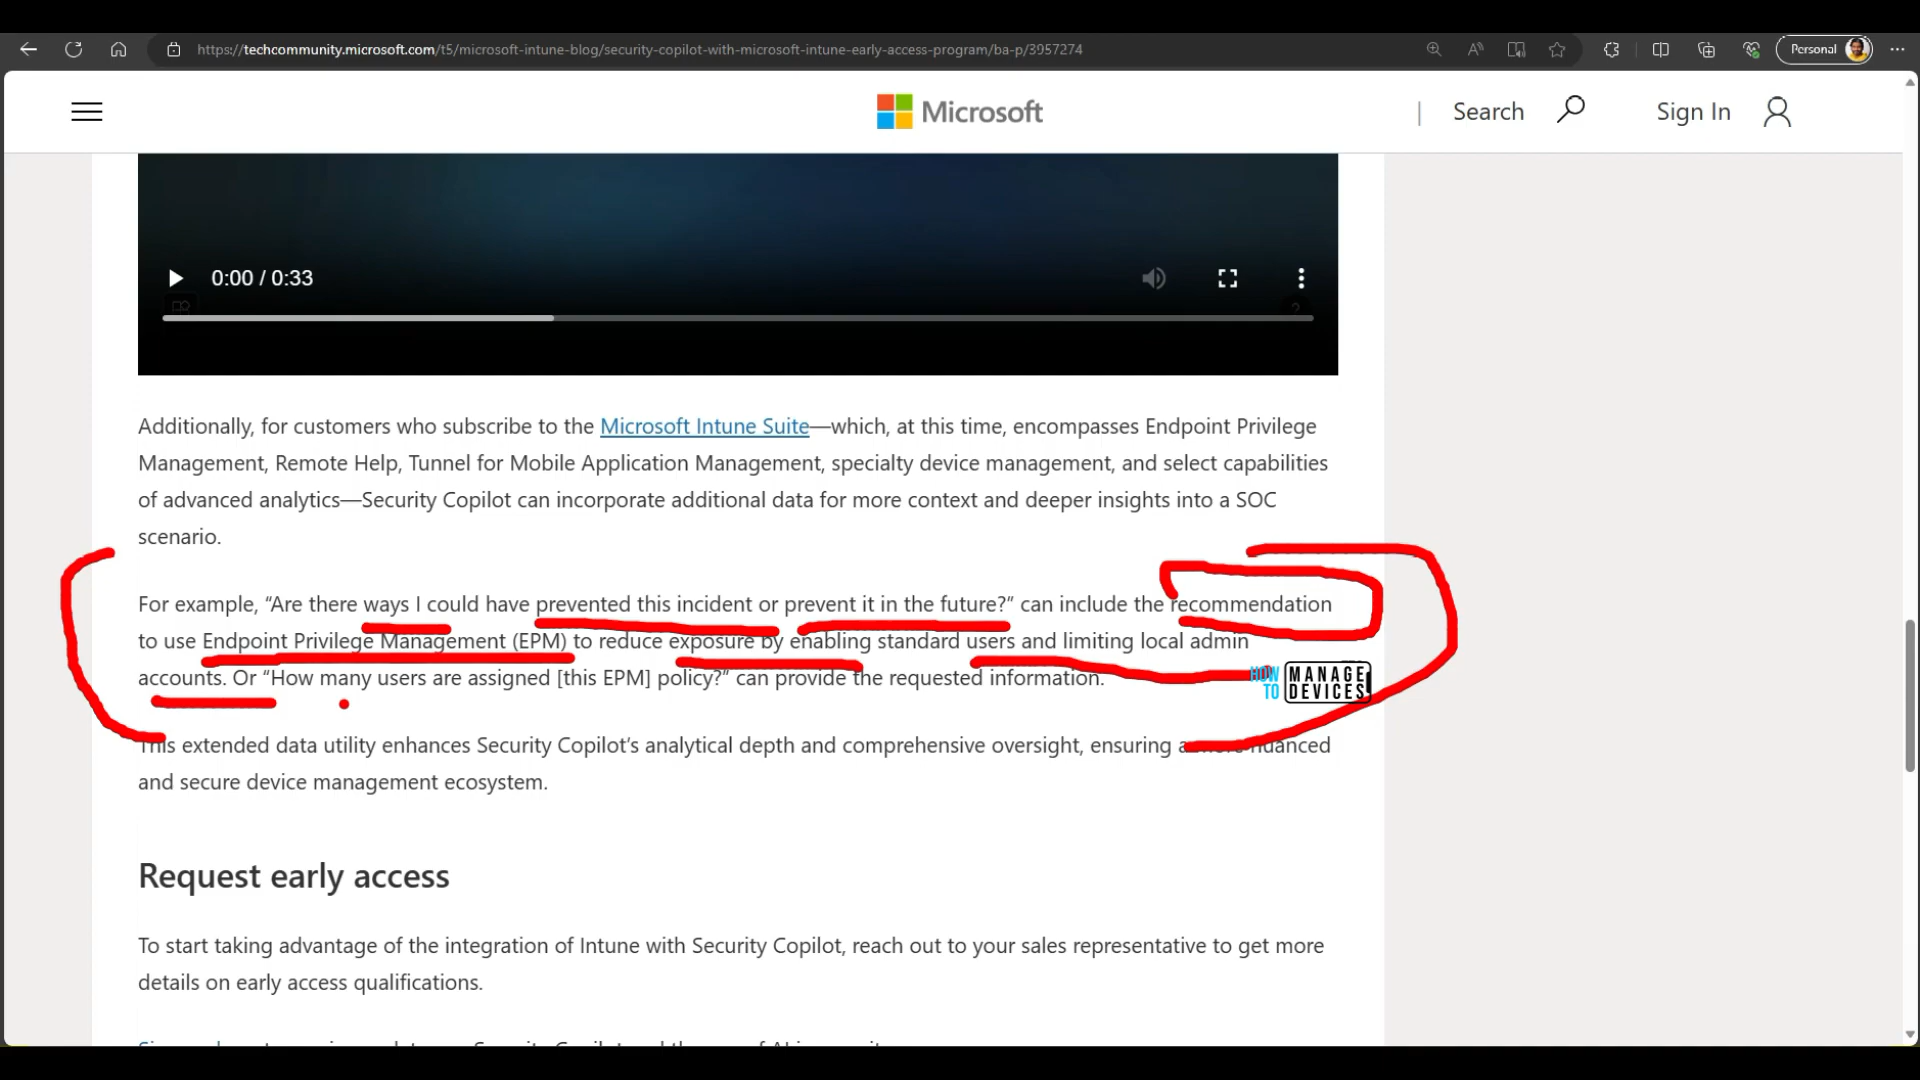 https://techcommunity.microsoft.com/t5/microsoft-intune-blog/security-copilot-with-microsoft-intune-early-access-program/ba-p/3957274
Personal
Microsoft
Search
Sign In
0:00 / 0:33
Additionally, for customers who subscribe to the Microsoft Intune Suite—which, at this time, encompasses Endpoint Privilege
Management, Remote Help, Tunnel for Mobile Application Management, specialty device management, and select capabilities
of advanced analytics—Security Copilot can incorporate additional data for more context and deeper insights into a SOC
scenario.
For example, “Are there ways I could have prevented this incident or prevent it in the future?” can include the recommendation
to use Endpoint Privilege Management (EPM) to reduce exposure by enabling standard users and limiting local admin
accounts. Or “How many users are assigned [this EPM] policy?” can provide the requested information.
HOW TO MANAGE DEVICES
This extended data utility enhances Security Copilot’s analytical depth and comprehensive oversight, ensuring a more nuanced
and secure device management ecosystem.
Request early access
To start taking advantage of the integration of Intune with Security Copilot, reach out to your sales representative to get more
details on early access qualifications.